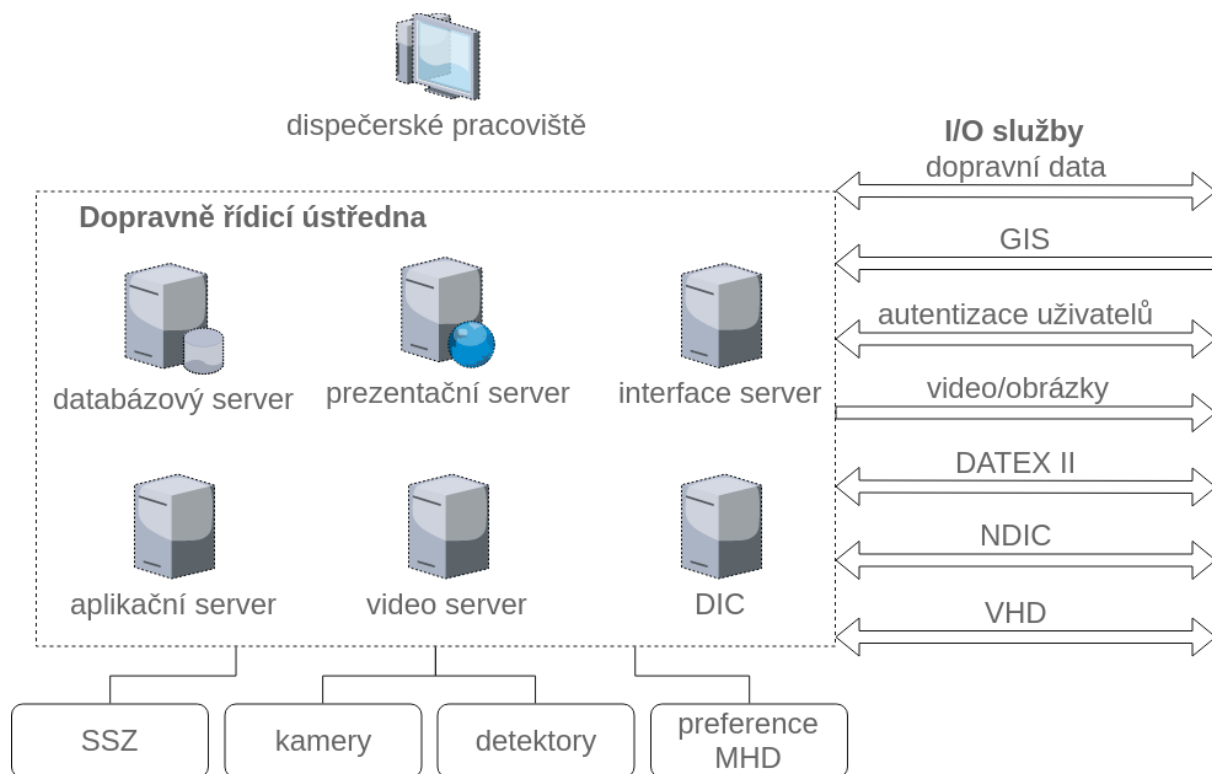 dispečerské pracoviště
I/O služby
dopravní data
Dopravně řídicí ústředna
GIS
autentizace uživatelů
databázový server
prezentační server
interface server
video/obrázky
DATEX II
NDIC
aplikační server
video server
DIC
VHD
SSZ
kamery
detektory
preference
MHD